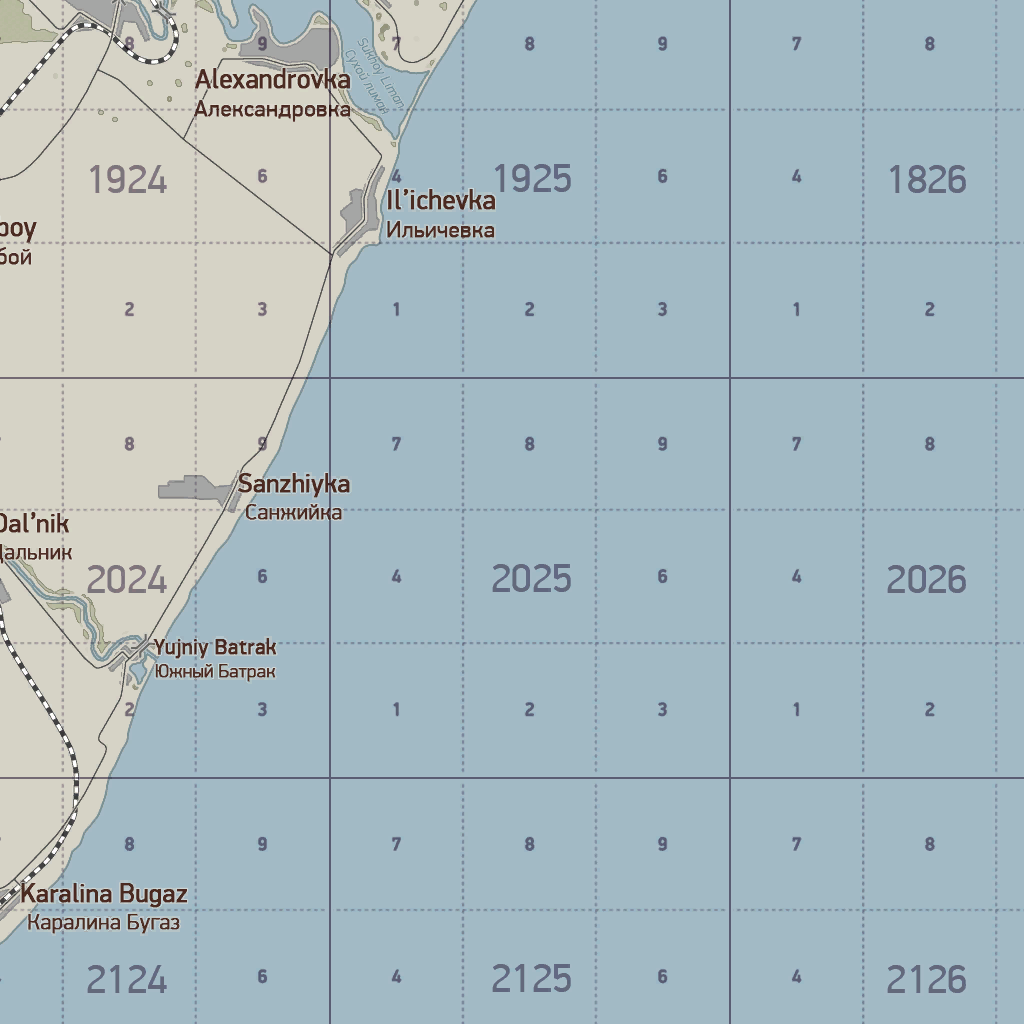 8 9 7 8 9 7 8
Sukhoy Liman
Сухой лиман
Alexandrovka
Александровка
1924 6 4 1925 6 4 1826
Il'ichevka
Ильичевка
2 3 1 2 3 1 2
8 9 7 8 9 7 8
Sanzhiyka
Санжийка
Dal'nik
Дальник
2024 6 4 2025 6 4 2026
Yujniy Batrak
Южный Батрак
2 3 1 2 3 1 2
8 9 7 8 9 7 8
Karalina Bugaz
Каралина Бугаз
2124 6 4 2125 6 4 2126